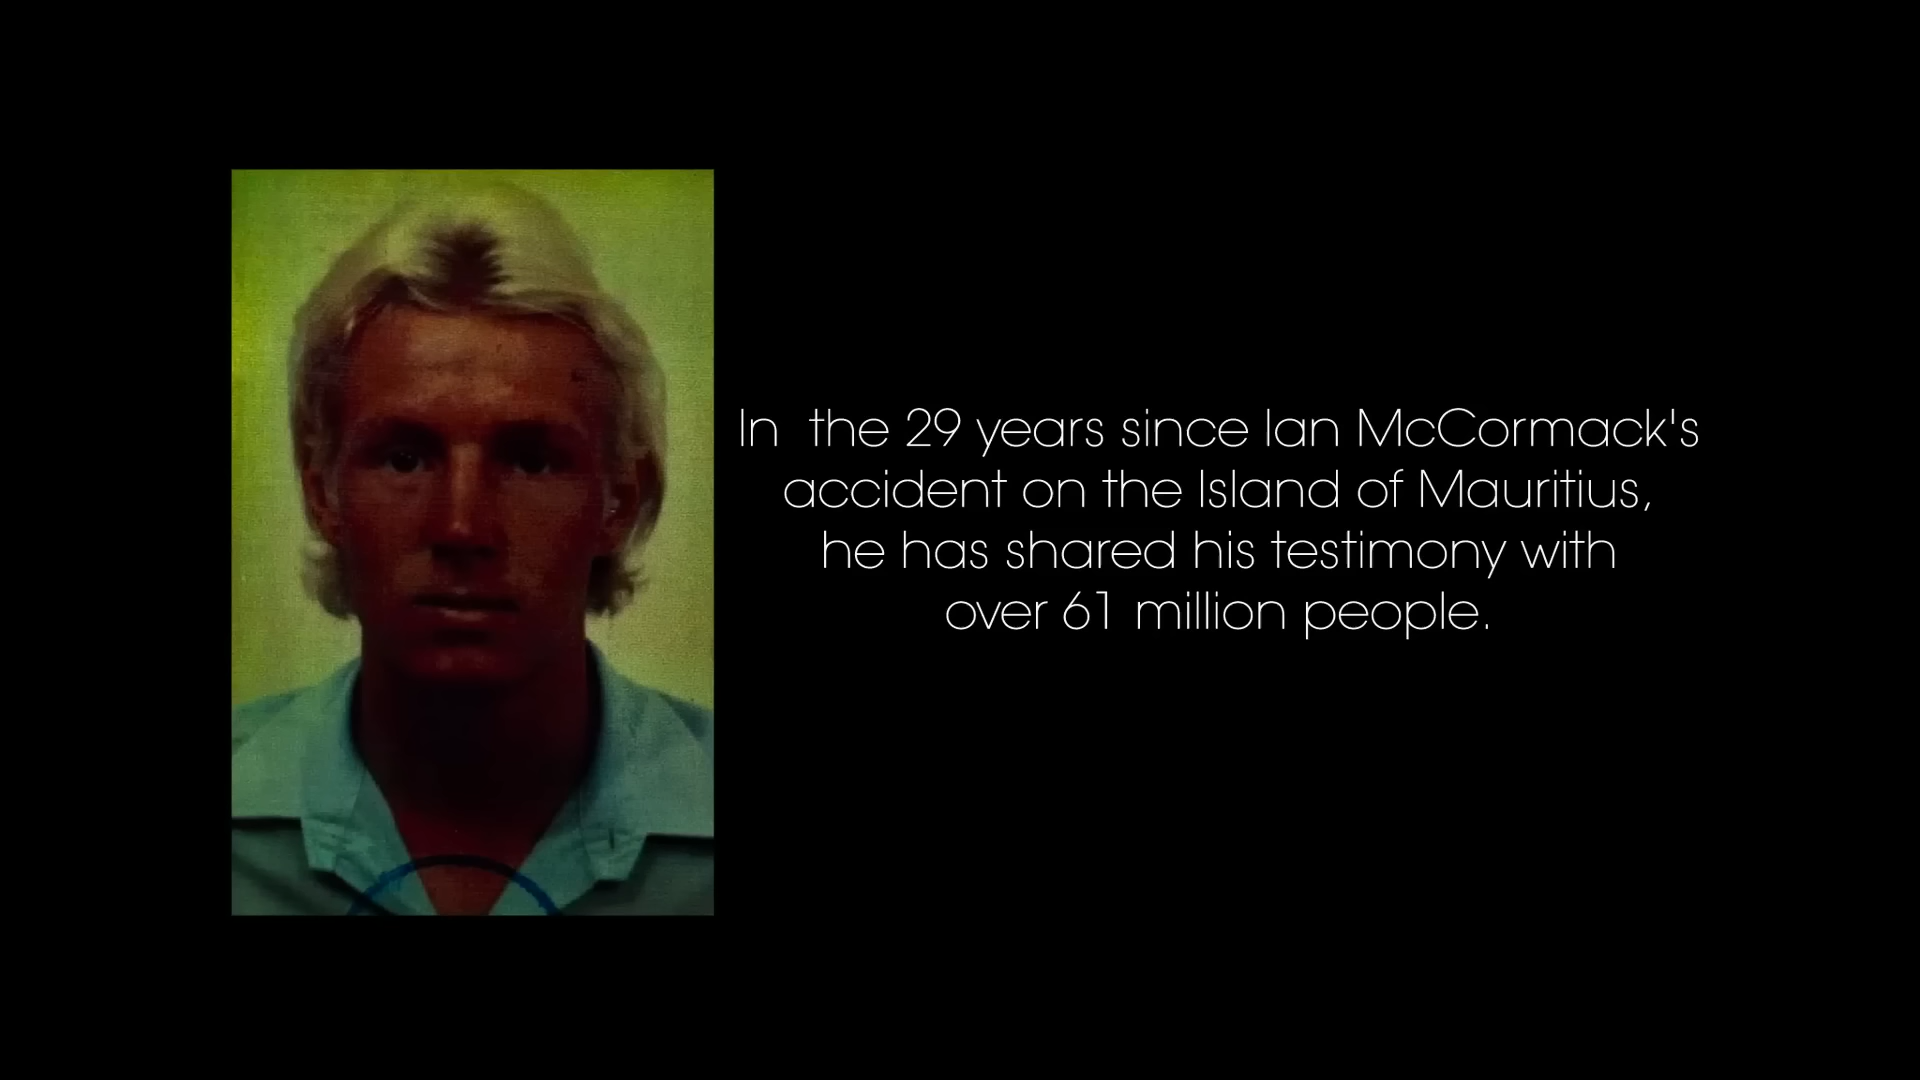 In  the 29 years since Ian McCormack's
accident on the Island of Mauritius,
he has shared his testimony with
over 61 million people.